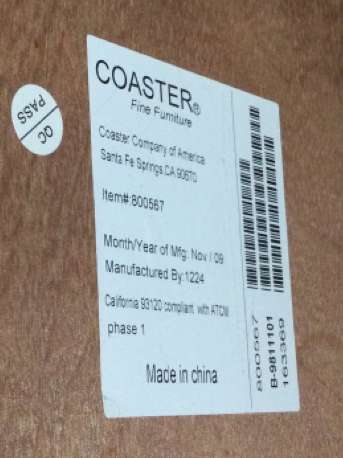 COASTER®
Fine Furniture
Coaster Company of America
Santa Fe Springs,CA 90670
Item#:800567
Month/Year of Mfg: Nov / 09
Manufactured By:1224
California 93120 compliant with ATCM
phase 1
Made in china
800567
B-9811101
163369
QC
PASS